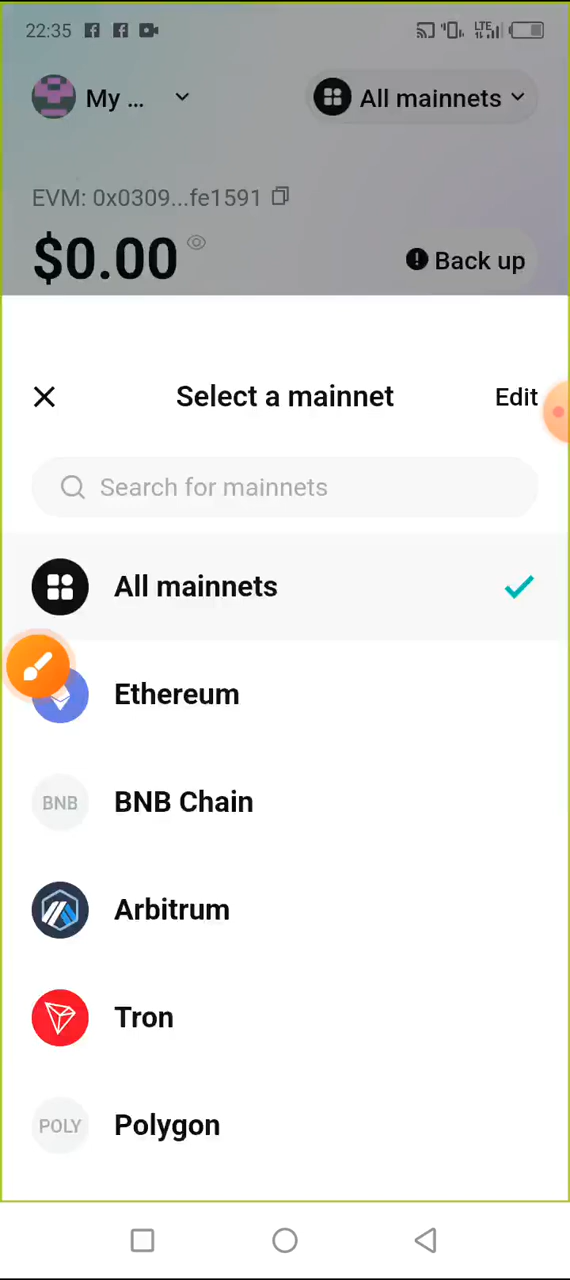 22:35
LTE
My ...
All mainnets
EVM: 0x0309...fe1591
$0.00
Back up
Select a mainnet
Edit
Search for mainnets
All mainnets
Ethereum
BNB
BNB Chain
Arbitrum
Tron
POLY
Polygon